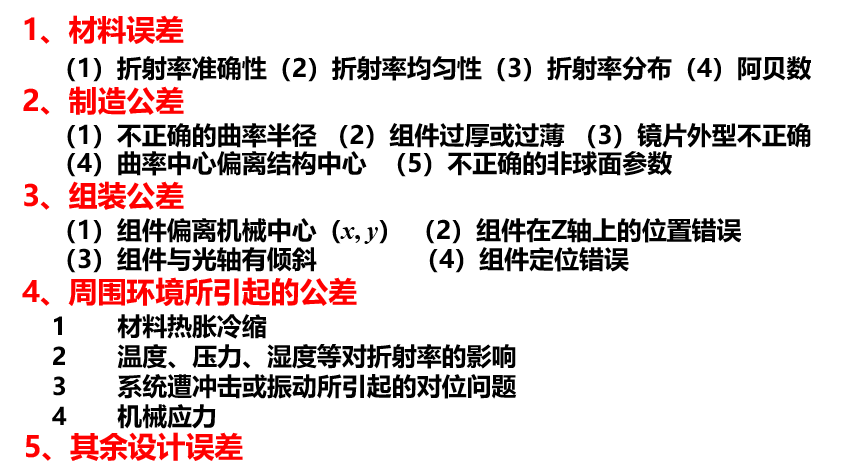 1、材料误差
（1）折射率准确性（2）折射率均匀性（3）折射率分布（4）阿贝数
2、制造公差
（1）不正确的曲率半径 （2）组件过厚或过薄 （3）镜片外型不正确
（4）曲率中心偏离结构中心 （5）不正确的非球面参数
3、组装公差
（1）组件偏离机械中心（x, y） （2）组件在Z轴上的位置错误
（3）组件与光轴有倾斜 （4）组件定位错误
4、周围环境所引起的公差
1 材料热胀冷缩
2 温度、压力、湿度等对折射率的影响
3 系统遭冲击或振动所引起的对位问题
4 机械应力
5、其余设计误差